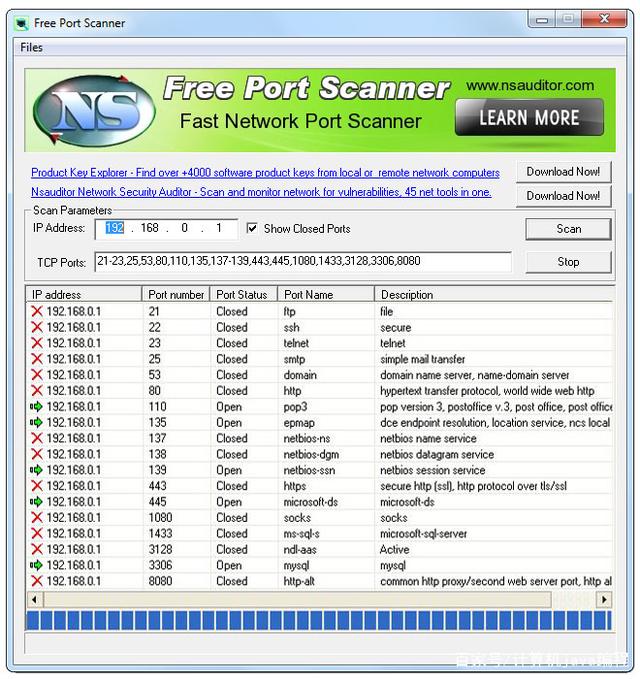 Free Port Scanner
Files
NS
Free Port Scanner
www.nsauditor.com
Fast Network Port Scanner
LEARN MORE
Product Key Explorer - Find over +4000 software product keys from local or remote network computers
Download Now!
Nsauditor Network Security Auditor - Scan and monitor network for vulnerabilities, 45 net tools in one.
Download Now!
Scan Parameters
IP Address: 192 . 168 . 0 . 1 Show Closed Ports Scan
TCP Ports: 21-23,25,53,80,110,135,137-139,443,445,1080,1433,3128,3306,8080 Stop
IP address Port number Port Status Port Name Description
192.168.0.1 21 Closed ftp file
192.168.0.1 22 Closed ssh secure
192.168.0.1 23 Closed telnet telnet
192.168.0.1 25 Closed smtp simple mail transfer
192.168.0.1 53 Closed domain domain name server, name-domain server
192.168.0.1 80 Closed http hypertext transfer protocol, world wide web http
192.168.0.1 110 Open pop3 pop version 3, postoffice v.3, post office, post office
192.168.0.1 135 Open epmap dce endpoint resolution, location service, ncs local
192.168.0.1 137 Closed netbios-ns netbios name service
192.168.0.1 138 Closed netbios-dgm netbios datagram service
192.168.0.1 139 Open netbios-ssn netbios session service
192.168.0.1 443 Closed https secure http (ssl), http protocol over tls/ssl
192.168.0.1 445 Open microsoft-ds microsoft-ds
192.168.0.1 1080 Closed socks socks
192.168.0.1 1433 Closed ms-sql-s microsoft-sql-server
192.168.0.1 3128 Closed ndl-aas Active
192.168.0.1 3306 Open mysql mysql
192.168.0.1 8080 Closed http-alt common http proxy/second web server port, http al
百家号/计算机java编程